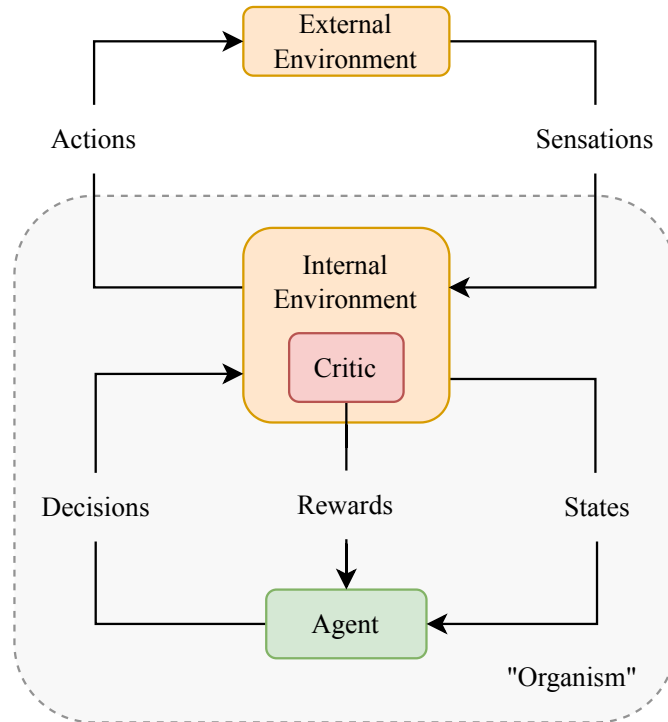 External
Environment
Actions
Sensations
Internal
Environment
Critic
Decisions
Rewards
States
Agent
"Organism"